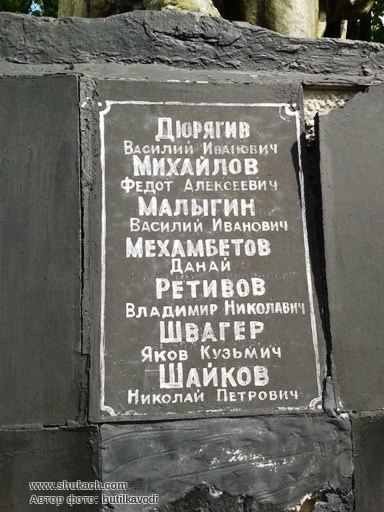 Дюрягив
Василий Иванович
Михайлов
Федот Алексеевич
Малыгин
Василий Иванович
Мехамбетов
Данай
Ретивов
Владимир Николавич
Швагер
Яков Кузьмич
Шайков
Николай Петрович
www.shukach.com
Автор фото: butilkavodi